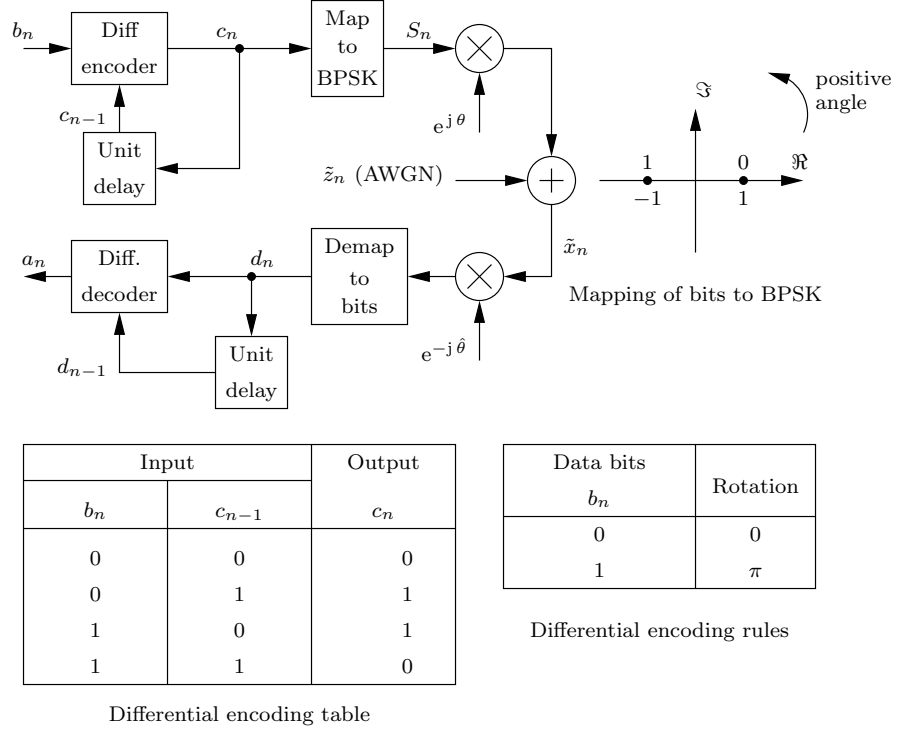 b_n
Diff
encoder
c_n
Map
to
BPSK
S_n
c_{n−1}
Unit
delay
e^{j θ}
z̃_n (AWGN)
positive
angle
ℑ
ℜ
1
0
−1
1
x̃_n
Mapping of bits to BPSK
a_n
Diff.
decoder
d_n
Demap
to
bits
d_{n−1}
Unit
delay
e^{−j θ̂}
Input Output
b_n c_{n−1} c_n
0 0 0
0 1 1
1 0 1
1 1 0
Differential encoding table
Data bits
b_n
Rotation
0 0
1 π
Differential encoding rules